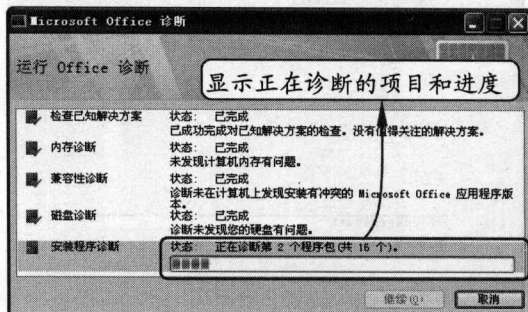 Microsoft Office 诊断
运行 Office 诊断
显示正在诊断的项目和进度
检查已知解决方案
状态: 已完成
已成功完成对已知解决方案的检查。没有值得关注的解决方案。
内存诊断
状态: 已完成
未发现计算机内存有问题。
兼容性诊断
状态: 已完成
诊断未在计算机上发现安装有冲突的 Microsoft Office 应用程序版
本。
磁盘诊断
状态: 已完成
诊断未发现您的硬盘有问题。
安装程序诊断
状态: 正在诊断第 2 个程序包(共 16 个)。
继续(O)
取消